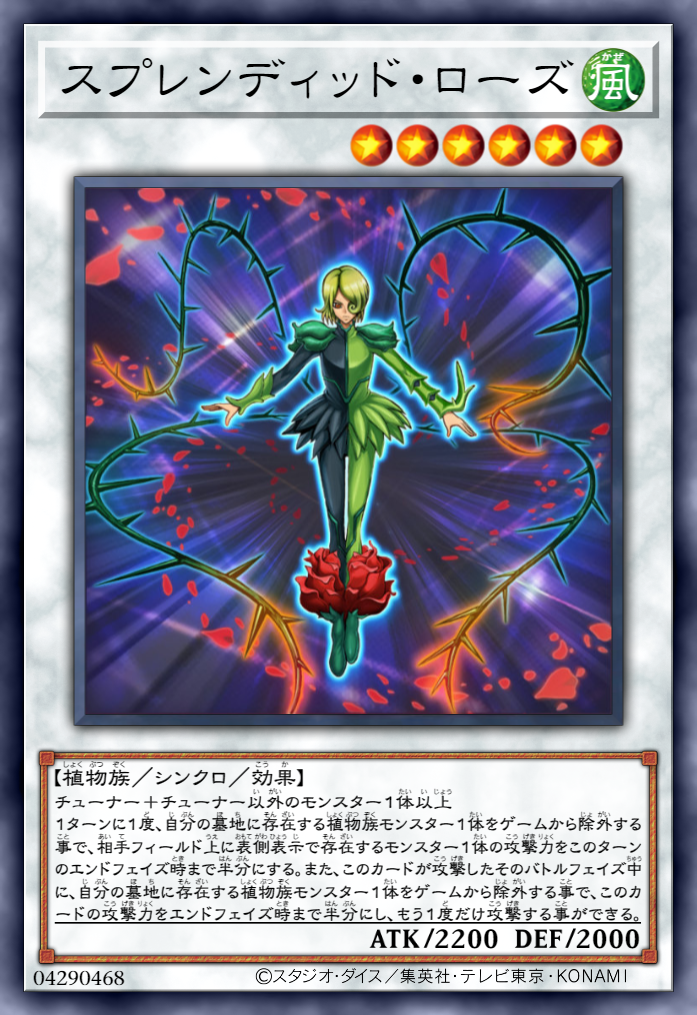 スプレンディッド・ローズ
風
【植物族／シンクロ／効果】
チューナー＋チューナー以外のモンスター1体以上
1ターンに1度、自分の墓地に存在する植物族モンスター1体をゲームから除外する
事で、相手フィールド上に表側表示で存在するモンスター1体の攻撃力をこのターン
のエンドフェイズ時まで半分にする。また、このカードが攻撃したそのバトルフェイズ中
に、自分の墓地に存在する植物族モンスター1体をゲームから除外する事で、このカ
ードの攻撃力をエンドフェイズ時まで半分にし、もう1度だけ攻撃する事ができる。
ATK/2200 DEF/2000
04290468 ©スタジオ・ダイス／集英社・テレビ東京・KONAMI